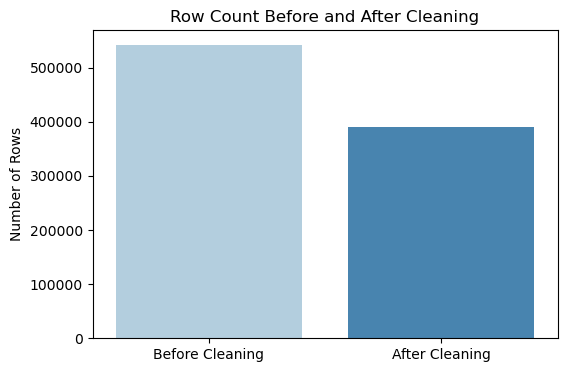 Row Count Before and After Cleaning
Number of Rows
500000
400000
300000
200000
100000
0
Before Cleaning
After Cleaning